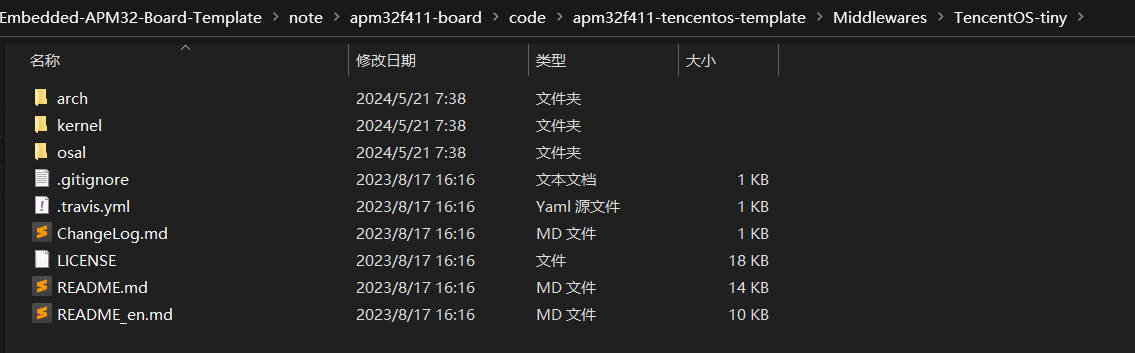 Embedded-APM32-Board-Template > note > apm32f411-board > code > apm32f411-tencentos-template > Middlewares > TencentOS-tiny >
名称 修改日期 类型 大小
arch 2024/5/21 7:38 文件夹
kernel 2024/5/21 7:38 文件夹
osal 2024/5/21 7:38 文件夹
.gitignore 2023/8/17 16:16 文本文档 1 KB
.travis.yml 2023/8/17 16:16 Yaml 源文件 1 KB
ChangeLog.md 2023/8/17 16:16 MD 文件 1 KB
LICENSE 2023/8/17 16:16 文件 18 KB
README.md 2023/8/17 16:16 MD 文件 14 KB
README_en.md 2023/8/17 16:16 MD 文件 10 KB